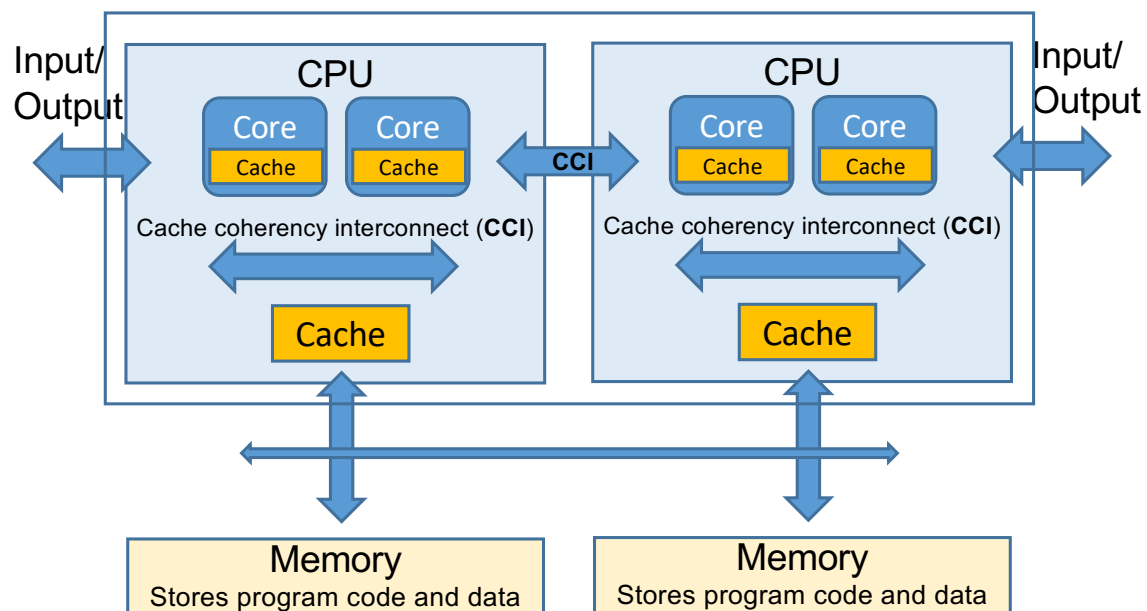 Input/
Output
CPU
Core
Cache
Core
Cache
Cache coherency interconnect (CCI)
Cache
CCI
CPU
Core
Cache
Core
Cache
Cache coherency interconnect (CCI)
Cache
Input/
Output
Memory
Stores program code and data
Memory
Stores program code and data